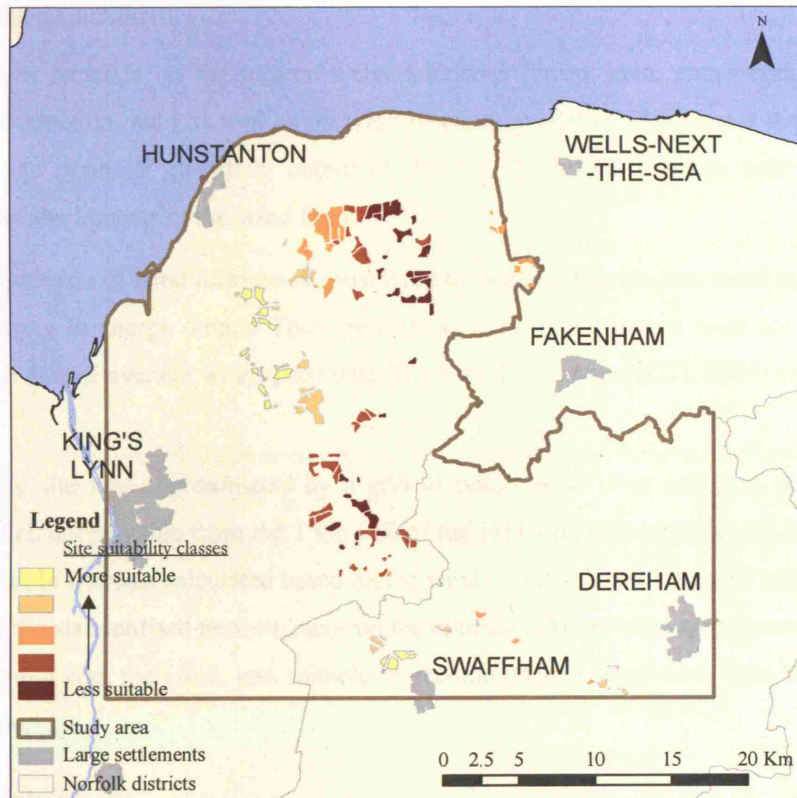 N
HUNSTANTON
WELLS-NEXT
-THE-SEA
FAKENHAM
KING'S
LYNN
Legend
Site suitability classes
More suitable
Less suitable
Study area
Large settlements
Norfolk districts
DEREHAM
SWAFFHAM
0 2.5 5 10 15 20 Km